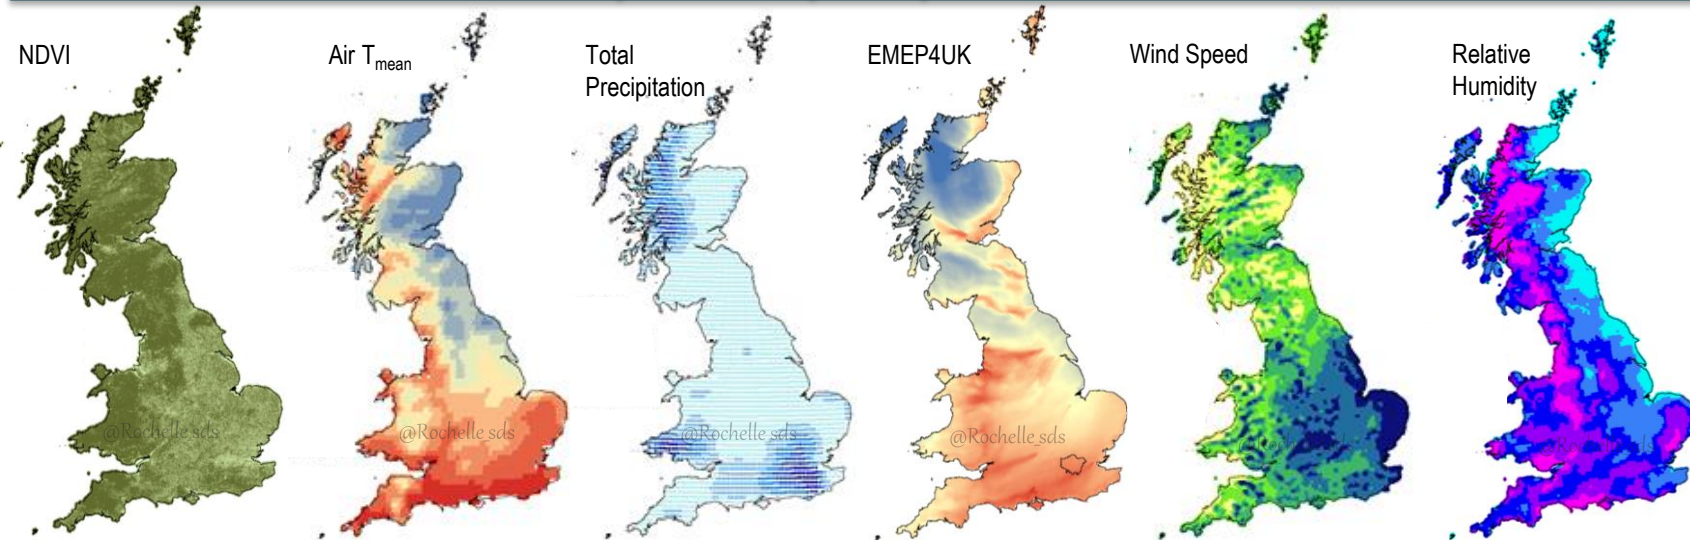 NDVI
Air Tmean
Total
Precipitation
EMEP4UK
Wind Speed
Relative
Humidity
@Rochelle sds
@Rochelle sds
@Rochelle sds
@Rochelle sds